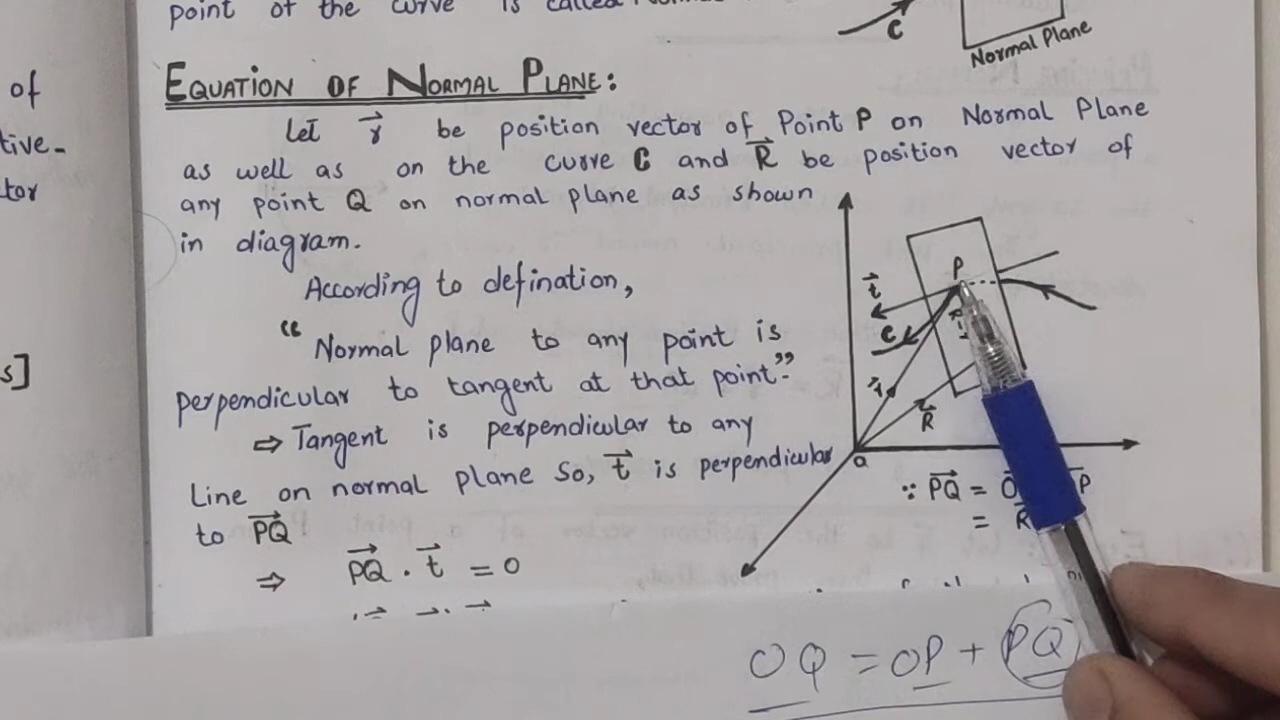 point of the curve is called
C
Normal Plane
of
tive-
tor
s]
EQUATION OF NORMAL PLANE:
Let r⃗ be position vector of Point P on Normal Plane
as well as on the curve C and R⃗ be position vector of
any point Q on normal plane as shown
in diagram.
According to defination,
“ Normal plane to any point is
perpendicular to tangent at that point.”
⇒ Tangent is perpendicular to any
Line on normal plane So, t⃗ is perpendicular
to P⃗Q⃗
⇒ P⃗Q⃗ . t⃗ = 0
P
t⃗
C
r⃗
R⃗
∵ P⃗Q⃗ = O
P
= R
OQ = OP + PQ